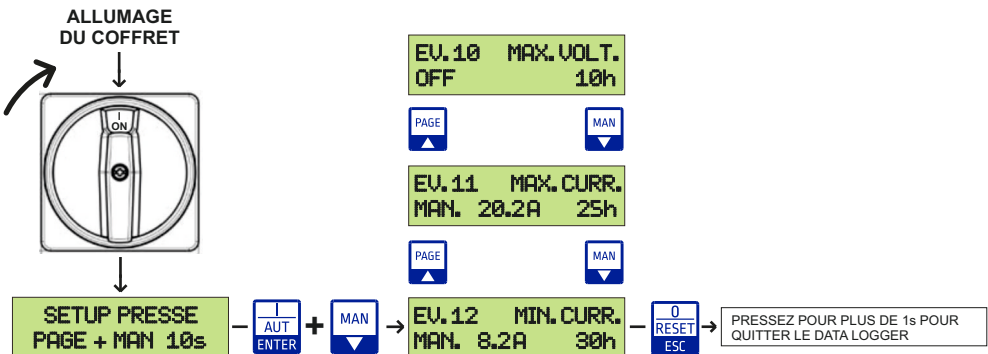 ALLUMAGE
DU COFFRET
I
ON
EV.10 MAX.VOLT.
OFF 10h
PAGE
MAN
EV.11 MAX.CURR.
MAN. 20.2A 25h
PAGE
MAN
SETUP PRESSE
PAGE + MAN 10s
I
AUT
ENTER
+
MAN
EV.12 MIN.CURR.
MAN. 8.2A 30h
0
RESET
ESC
PRESSEZ POUR PLUS DE 1s POUR
QUITTER LE DATA LOGGER